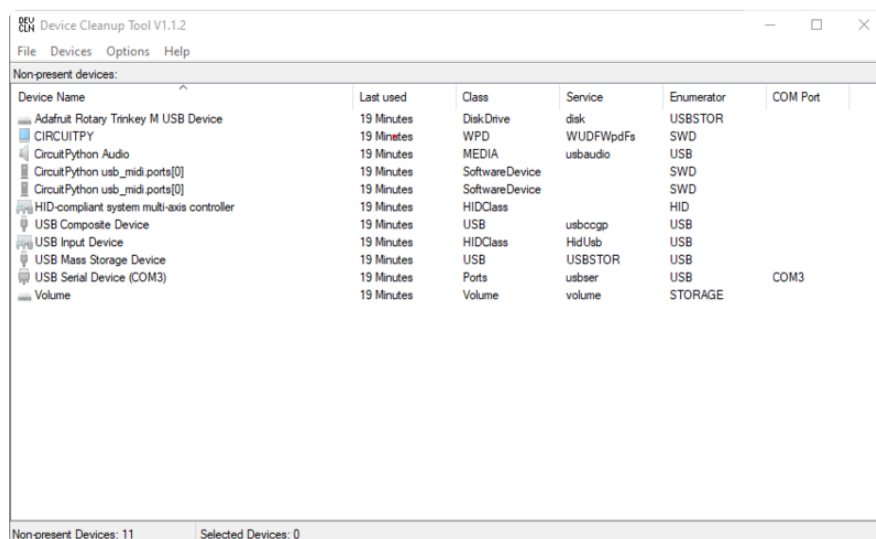 DEV CLN Device Cleanup Tool V1.1.2
File Devices Options Help
Non-present devices:
Device Name Last used Class Service Enumerator COM Port
Adafruit Rotary Trinkey M USB Device 19 Minutes DiskDrive disk USBSTOR
CIRCUITPY 19 Minetes WPD WUDFWpdFs SWD
CircuitPython Audio 19 Minutes MEDIA usbaudio USB
CircuitPython usb_midi.ports[0] 19 Minutes SoftwareDevice SWD
CircuitPython usb_midi.ports[0] 19 Minutes SoftwareDevice SWD
HID-compliant system multi-axis controller 19 Minutes HIDClass HID
USB Composite Device 19 Minutes USB usbccgp USB
USB Input Device 19 Minutes HIDClass HidUsb USB
USB Mass Storage Device 19 Minutes USB USBSTOR USB
USB Serial Device (COM3) 19 Minutes Ports usbser USB COM3
Volume 19 Minutes Volume volume STORAGE
Non-present Devices: 11 Selected Devices: 0